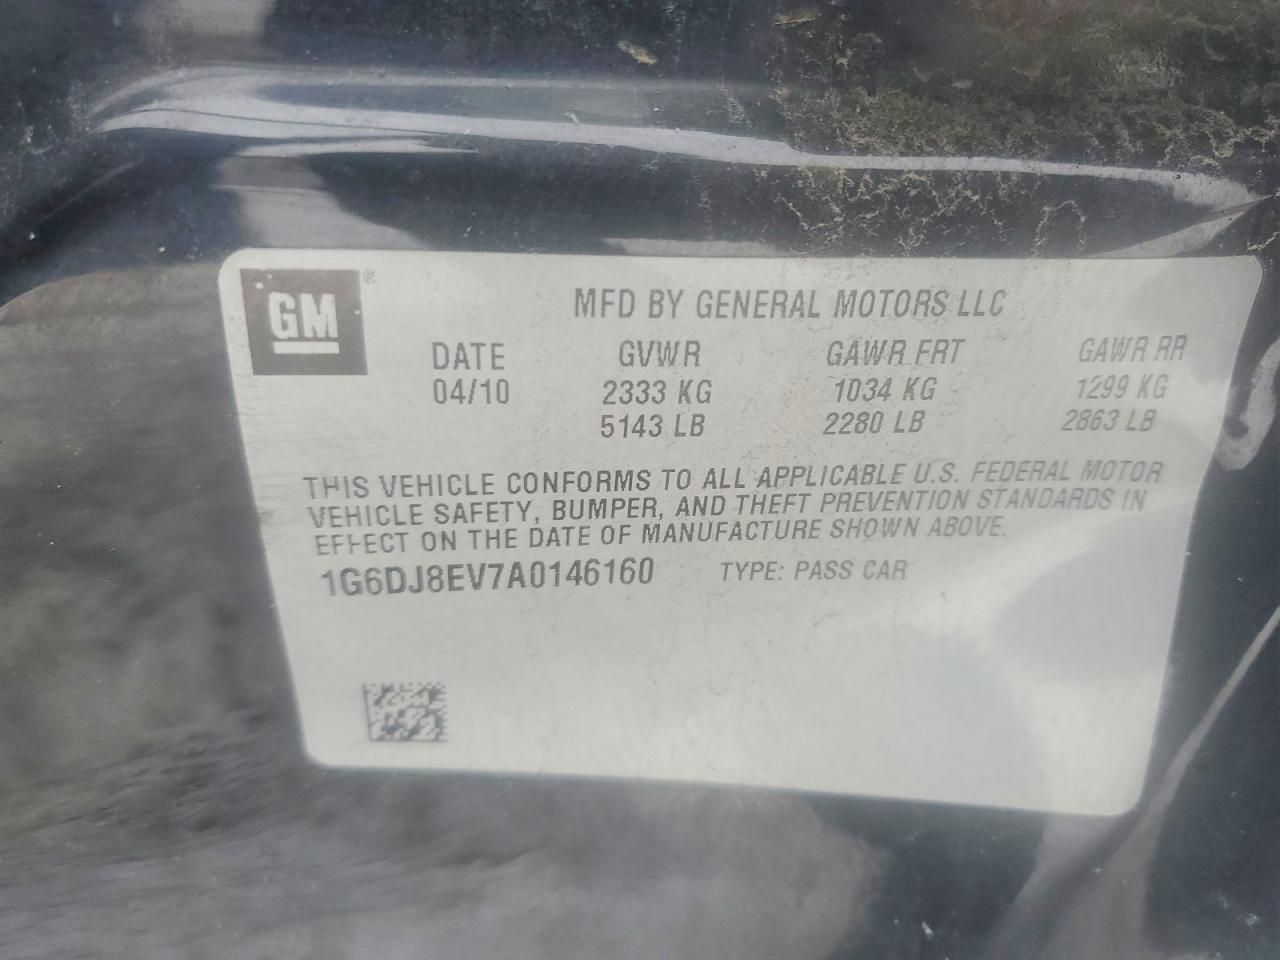 GM ®
MFD BY GENERAL MOTORS LLC
DATE GVWR GAWR FRT GAWR RR
04/10 2333 KG 1034 KG 1299 KG
5143 LB 2280 LB 2863 LB
THIS VEHICLE CONFORMS TO ALL APPLICABLE U.S. FEDERAL MOTOR
VEHICLE SAFETY, BUMPER, AND THEFT PREVENTION STANDARDS IN
EFFECT ON THE DATE OF MANUFACTURE SHOWN ABOVE.
1G6DJ8EV7A0146160 TYPE: PASS CAR